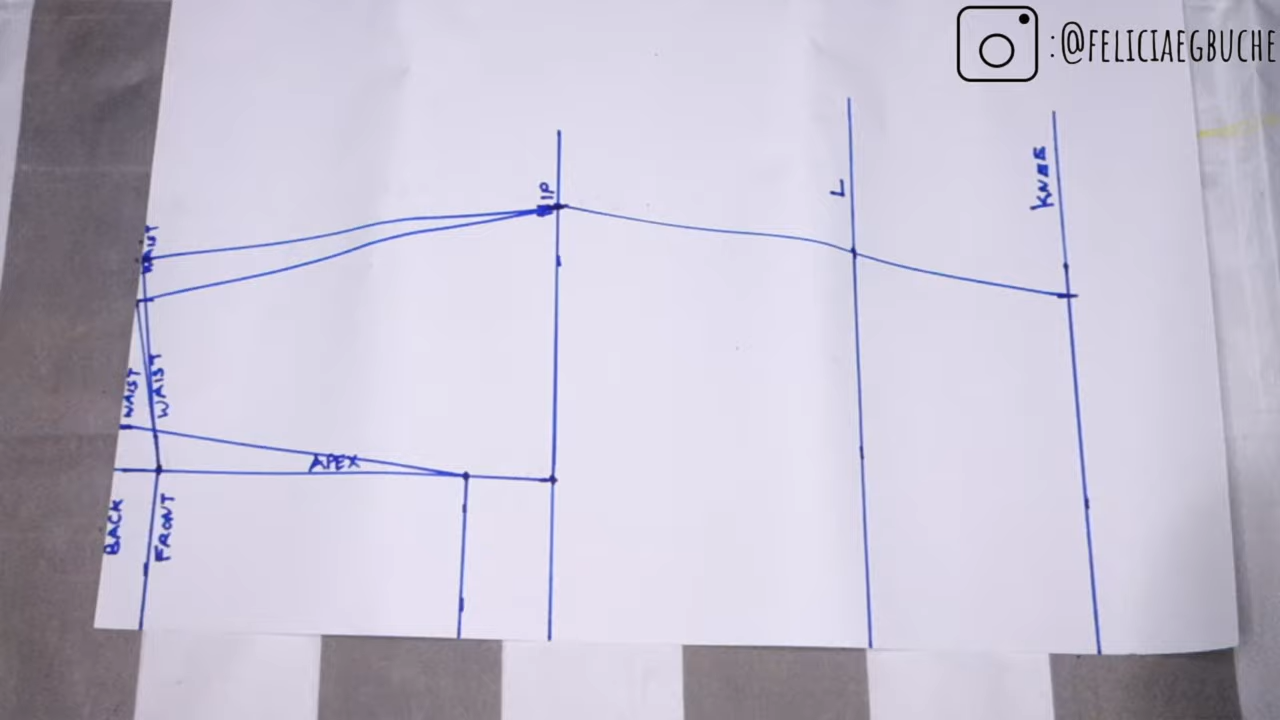 :@FELICIAEGBUCHE
WAIST
IP
L
KNEE
WAIST
WAIST
APEX
BACK
FRONT